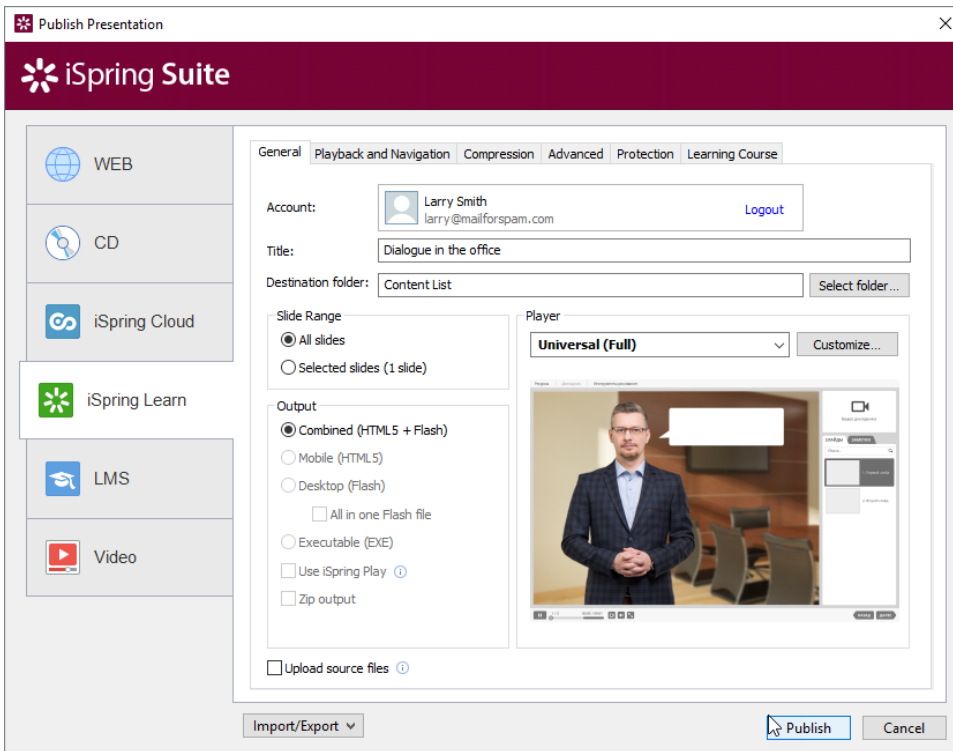 Publish Presentation
iSpring Suite
WEB
CD
iSpring Cloud
iSpring Learn
LMS
Video
General Playback and Navigation Compression Advanced Protection Learning Course
Account:
Larry Smith
larry@mailforspam.com
Logout
Title:
Dialogue in the office
Destination folder:
Content List
Select folder...
Slide Range
All slides
Selected slides (1 slide)
Output
Combined (HTML5 + Flash)
Mobile (HTML5)
Desktop (Flash)
All in one Flash file
Executable (EXE)
Use iSpring Play
Zip output
Player
Universal (Full)
Customize...
Upload source files
Import/Export
Publish
Cancel